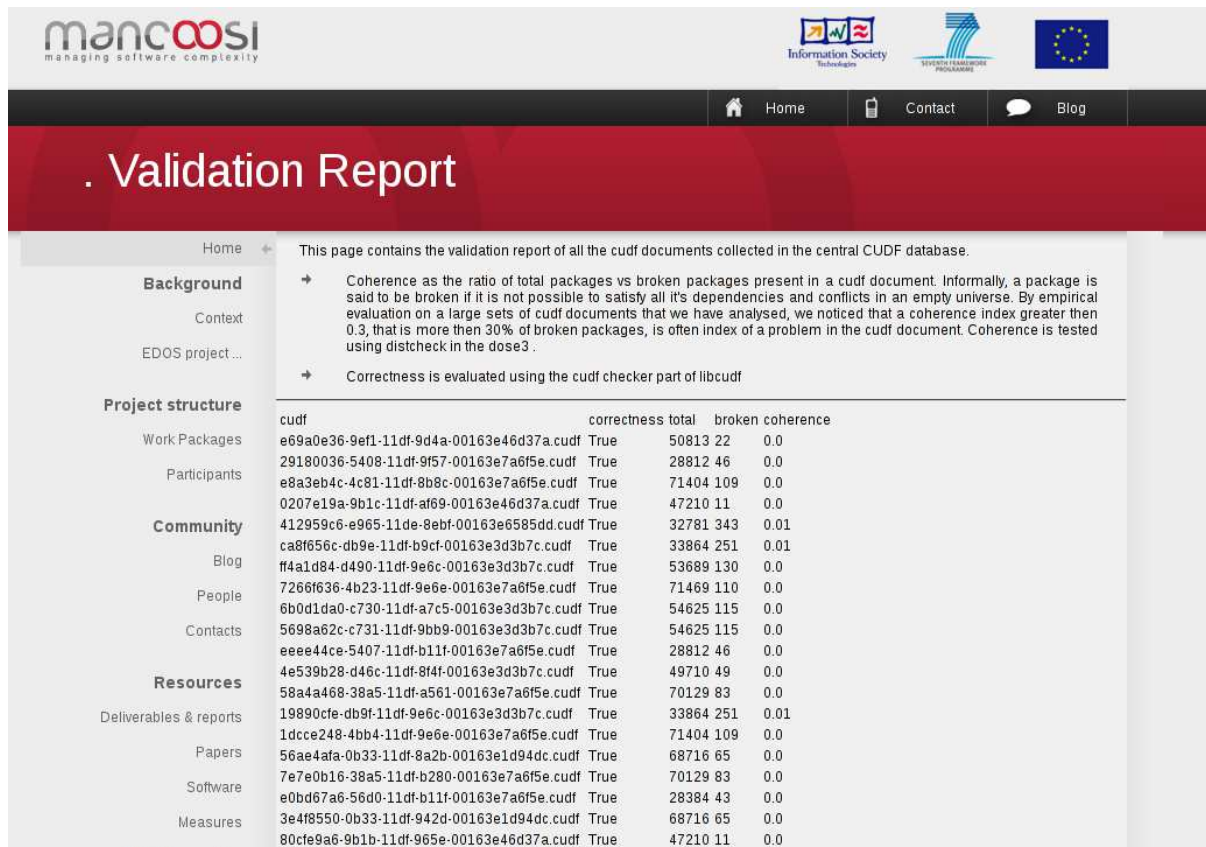 mancoosi
managing software complexity
Information Society
Technologies
SEVENTH FRAMEWORK
PROGRAMME
Home
Contact
Blog
. Validation Report
Home
Background
Context
EDOS project ...
Project structure
Work Packages
Participants
Community
Blog
People
Contacts
Resources
Deliverables & reports
Papers
Software
Measures
This page contains the validation report of all the cudf documents collected in the central CUDF database.
Coherence as the ratio of total packages vs broken packages present in a cudf document. Informally, a package is
said to be broken if it is not possible to satisfy all it's dependencies and conflicts in an empty universe. By empirical
evaluation on a large sets of cudf documents that we have analysed, we noticed that a coherence index greater then
0.3, that is more then 30% of broken packages, is often index of a problem in the cudf document. Coherence is tested
using distcheck in the dose3 .
Correctness is evaluated using the cudf checker part of libcudf
cudf correctness total broken coherence
e69a0e36-9ef1-11df-9d4a-00163e46d37a.cudf True 50813 22 0.0
29180036-5408-11df-9f57-00163e7a6f5e.cudf True 28812 46 0.0
e8a3eb4c-4c81-11df-8b8c-00163e7a6f5e.cudf True 71404 109 0.0
0207e19a-9b1c-11df-af69-00163e46d37a.cudf True 47210 11 0.0
412959c6-e965-11de-8ebf-00163e6585dd.cudf True 32781 343 0.01
ca8f656c-db9e-11df-b9cf-00163e3d3b7c.cudf True 33864 251 0.01
ff4a1d84-d490-11df-9e6c-00163e3d3b7c.cudf True 53689 130 0.0
7266f636-4b23-11df-9e6e-00163e7a6f5e.cudf True 71469 110 0.0
6b0d1da0-c730-11df-a7c5-00163e3d3b7c.cudf True 54625 115 0.0
5698a62c-c731-11df-9bb9-00163e3d3b7c.cudf True 54625 115 0.0
eeee44ce-5407-11df-b11f-00163e7a6f5e.cudf True 28812 46 0.0
4e539b28-d46c-11df-8f4f-00163e3d3b7c.cudf True 49710 49 0.0
58a4a468-38a5-11df-a561-00163e7a6f5e.cudf True 70129 83 0.0
19890cfe-db9f-11df-9e6c-00163e3d3b7c.cudf True 33864 251 0.01
1dcce248-4bb4-11df-9e6e-00163e7a6f5e.cudf True 71404 109 0.0
56ae4afa-0b33-11df-8a2b-00163e1d94dc.cudf True 68716 65 0.0
7e7e0b16-38a5-11df-b280-00163e7a6f5e.cudf True 70129 83 0.0
e0bd67a6-56d0-11df-b11f-00163e7a6f5e.cudf True 28384 43 0.0
3e4f8550-0b33-11df-942d-00163e1d94dc.cudf True 68716 65 0.0
80cfe9a6-9b1b-11df-965e-00163e46d37a.cudf True 47210 11 0.0